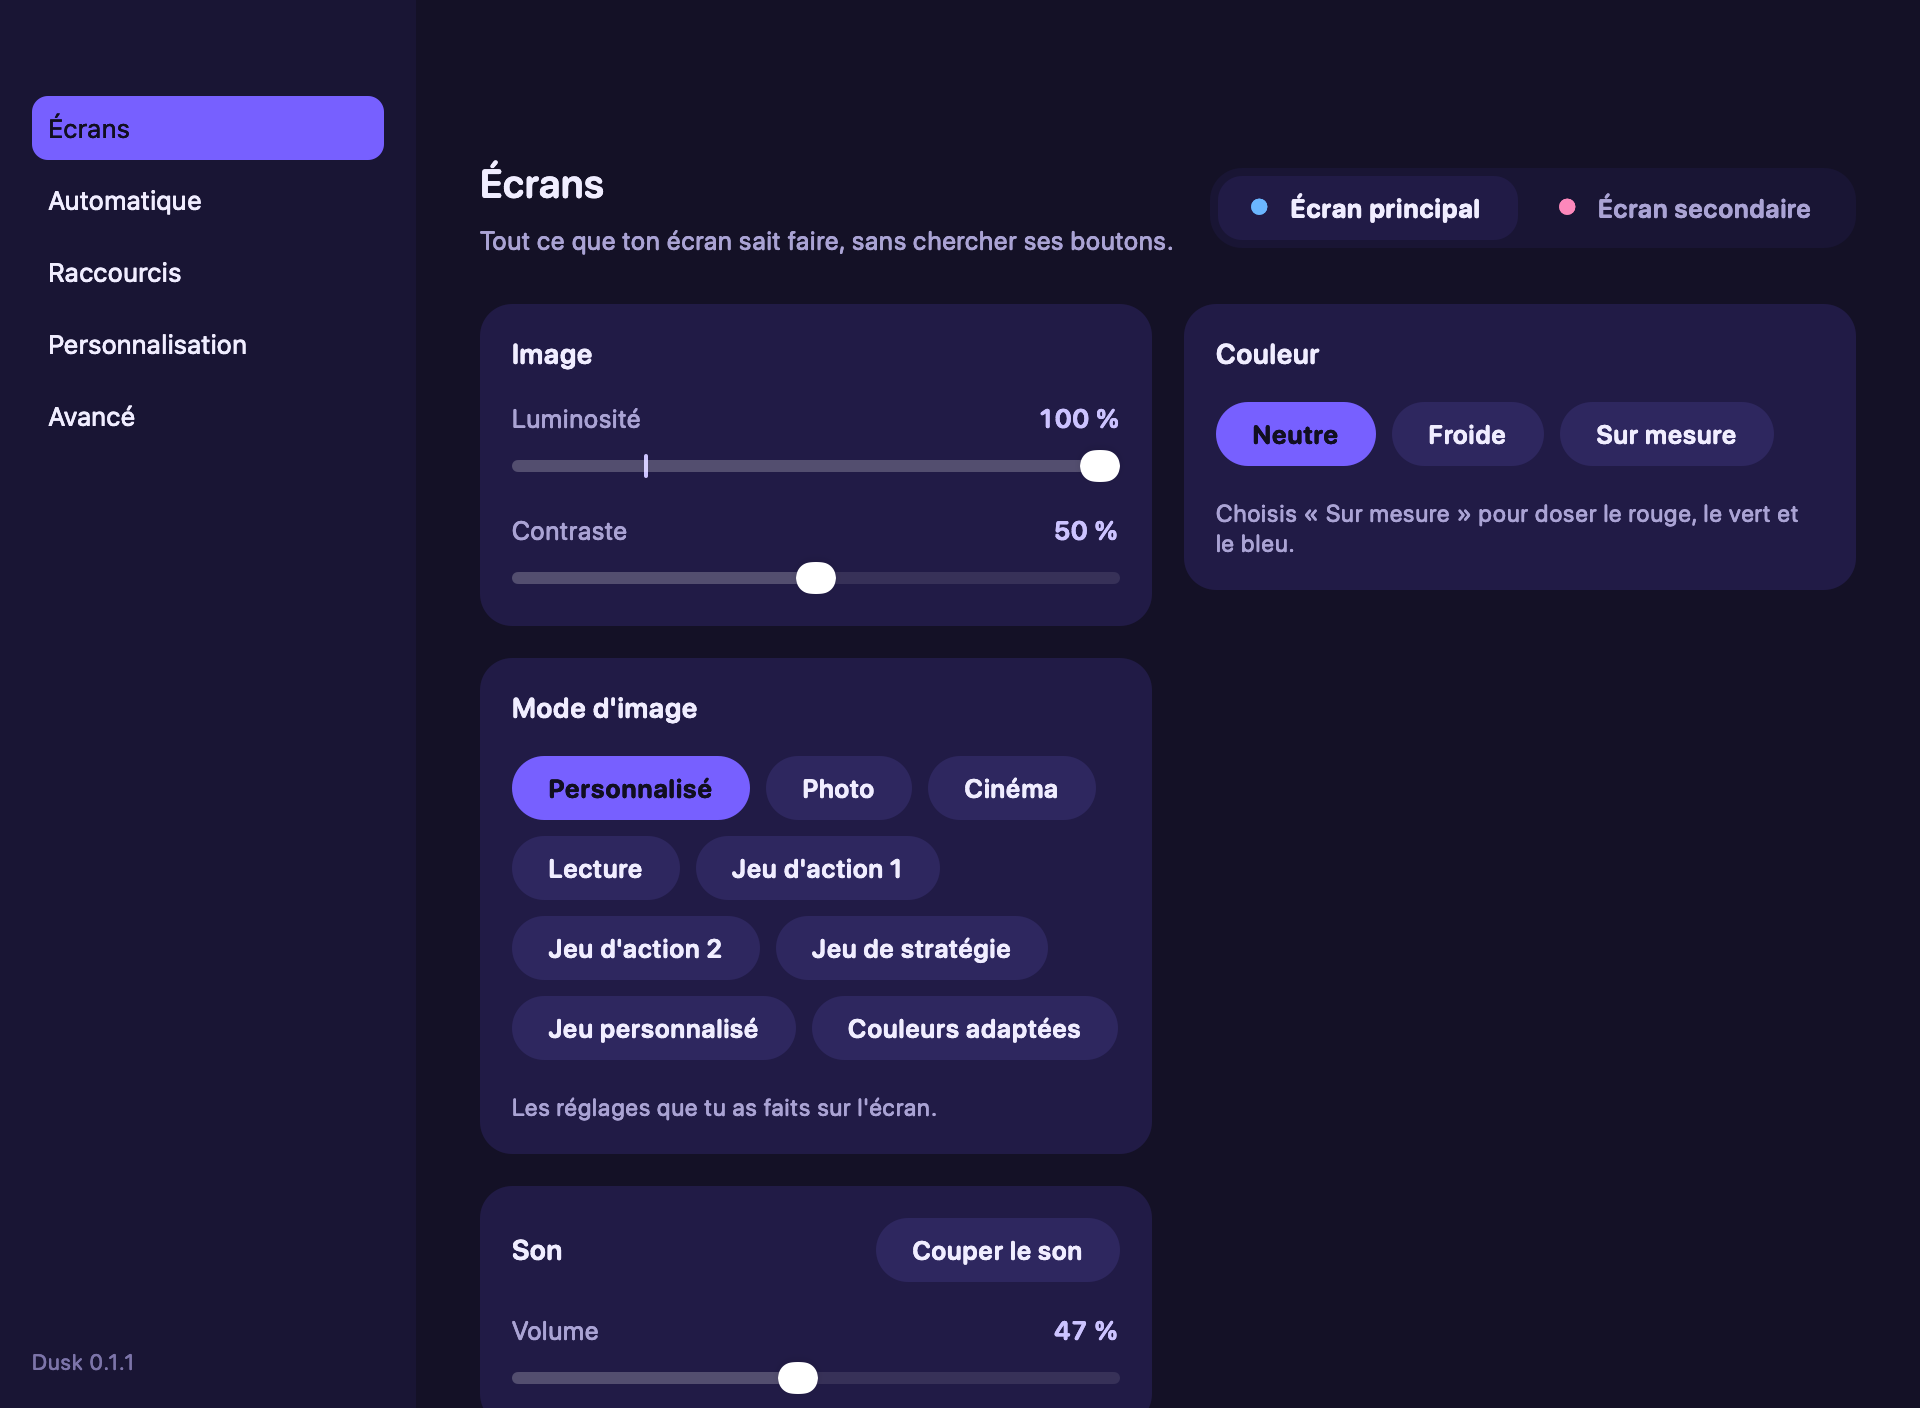 Écrans
Automatique
Raccourcis
Personnalisation
Avancé
Dusk 0.1.1
Écrans
Tout ce que ton écran sait faire, sans chercher ses boutons.
Écran principal
Écran secondaire
Image
Luminosité 100 %
Contraste 50 %
Couleur
Neutre Froide Sur mesure
Choisis « Sur mesure » pour doser le rouge, le vert et
le bleu.
Mode d'image
Personnalisé Photo Cinéma
Lecture Jeu d'action 1
Jeu d'action 2 Jeu de stratégie
Jeu personnalisé Couleurs adaptées
Les réglages que tu as faits sur l'écran.
Son Couper le son
Volume 47 %